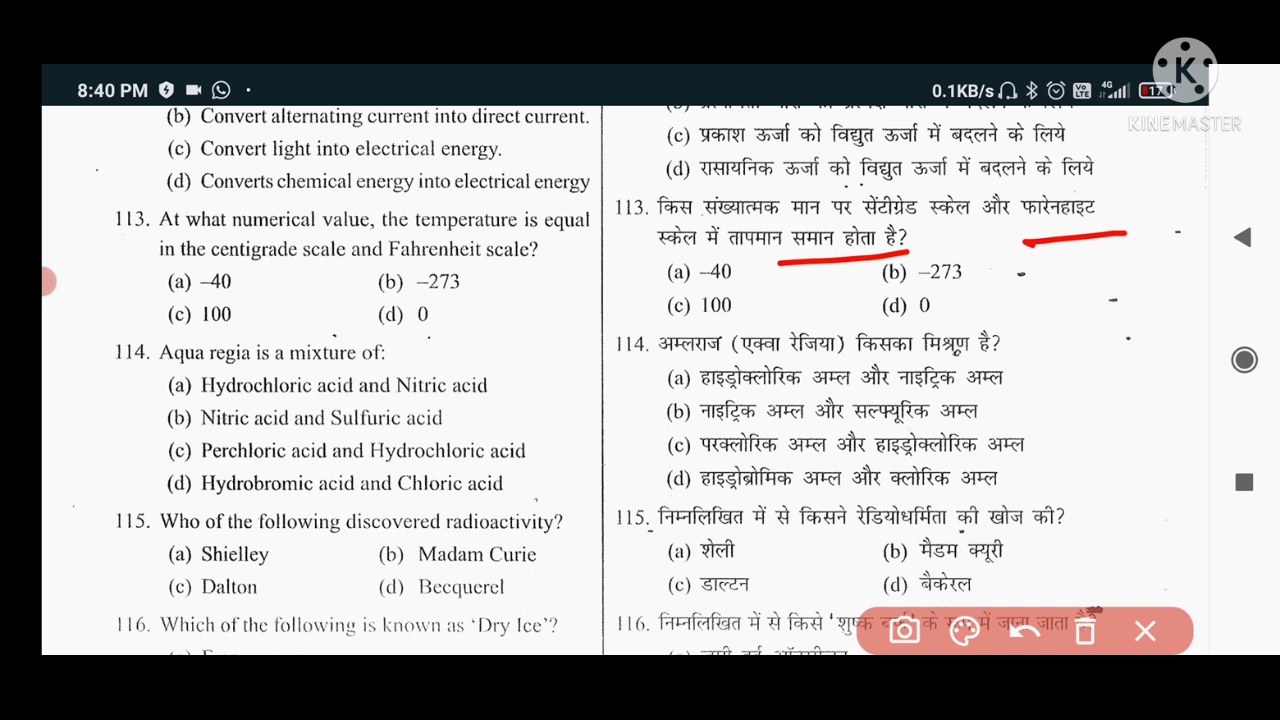 8:40 PM
0.1KB/s
VO LTE
4G
17
KINEMASTER
(b) Convert alternating current into direct current.
(c) Convert light into electrical energy.
(d) Converts chemical energy into electrical energy
113. At what numerical value, the temperature is equal
in the centigrade scale and Fahrenheit scale?
(a) –40 (b) –273
(c) 100 (d) 0
114. Aqua regia is a mixture of:
(a) Hydrochloric acid and Nitric acid
(b) Nitric acid and Sulfuric acid
(c) Perchloric acid and Hydrochloric acid
(d) Hydrobromic acid and Chloric acid
115. Who of the following discovered radioactivity?
(a) Shielley (b) Madam Curie
(c) Dalton (d) Becquerel
116. Which of the following is known as ‘Dry Ice’?
(c) प्रकाश ऊर्जा को विद्युत ऊर्जा में बदलने के लिये
(d) रासायनिक ऊर्जा को विद्युत ऊर्जा में बदलने के लिये
113. किस संख्यात्मक मान पर सेंटीग्रेड स्केल और फारेनहाइट
स्केल में तापमान समान होता है?
(a) –40 (b) –273
(c) 100 (d) 0
114. अम्लराज (एक्वा रेजिया) किसका मिश्रण है?
(a) हाइड्रोक्लोरिक अम्ल और नाइट्रिक अम्ल
(b) नाइट्रिक अम्ल और सल्फ्यूरिक अम्ल
(c) परक्लोरिक अम्ल और हाइड्रोक्लोरिक अम्ल
(d) हाइड्रोब्रोमिक अम्ल और क्लोरिक अम्ल
115. निम्नलिखित में से किसने रेडियोधर्मिता की खोज की?
(a) शेली (b) मैडम क्यूरी
(c) डाल्टन (d) बैकेरल
116. निम्नलिखित में से किसे ‘शुष्क बर्फ’ के रूप में जाना जाता है?